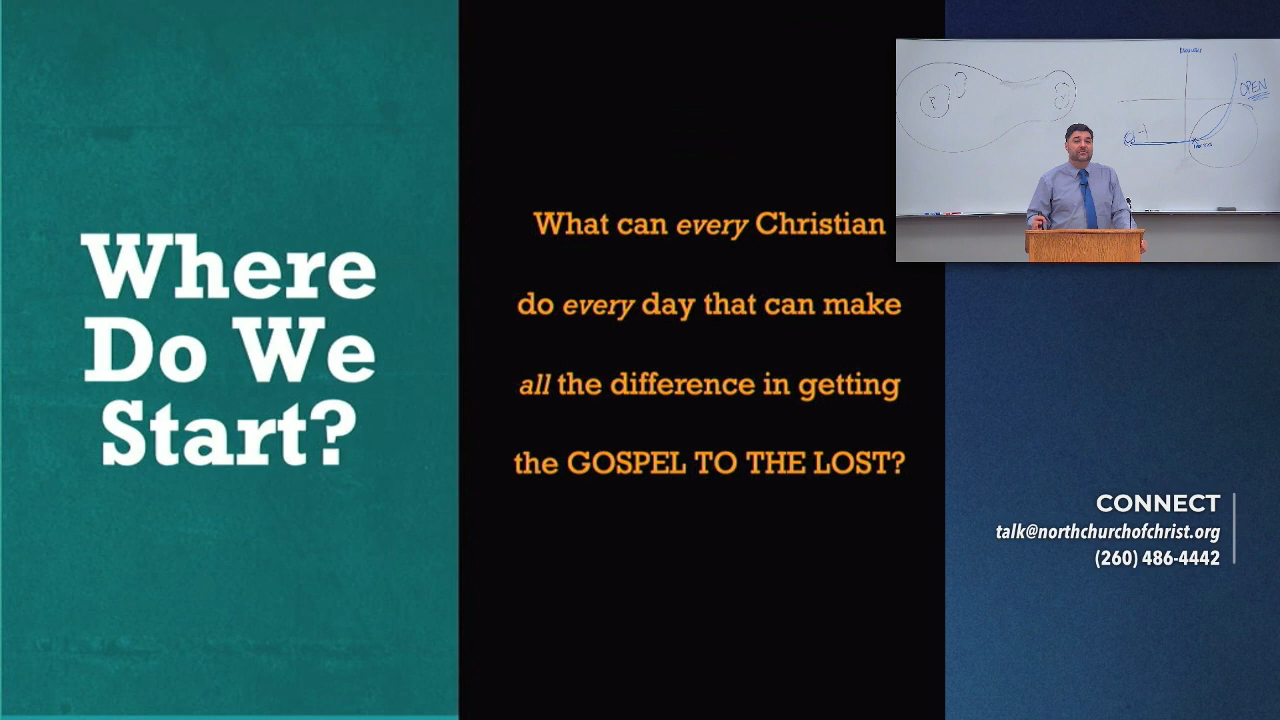 Where
Do We
Start?
What can every Christian
do every day that can make
all the difference in getting
the GOSPEL TO THE LOST?
OPEN
CONNECT
talk@northchurchofchrist.org
(260) 486-4442